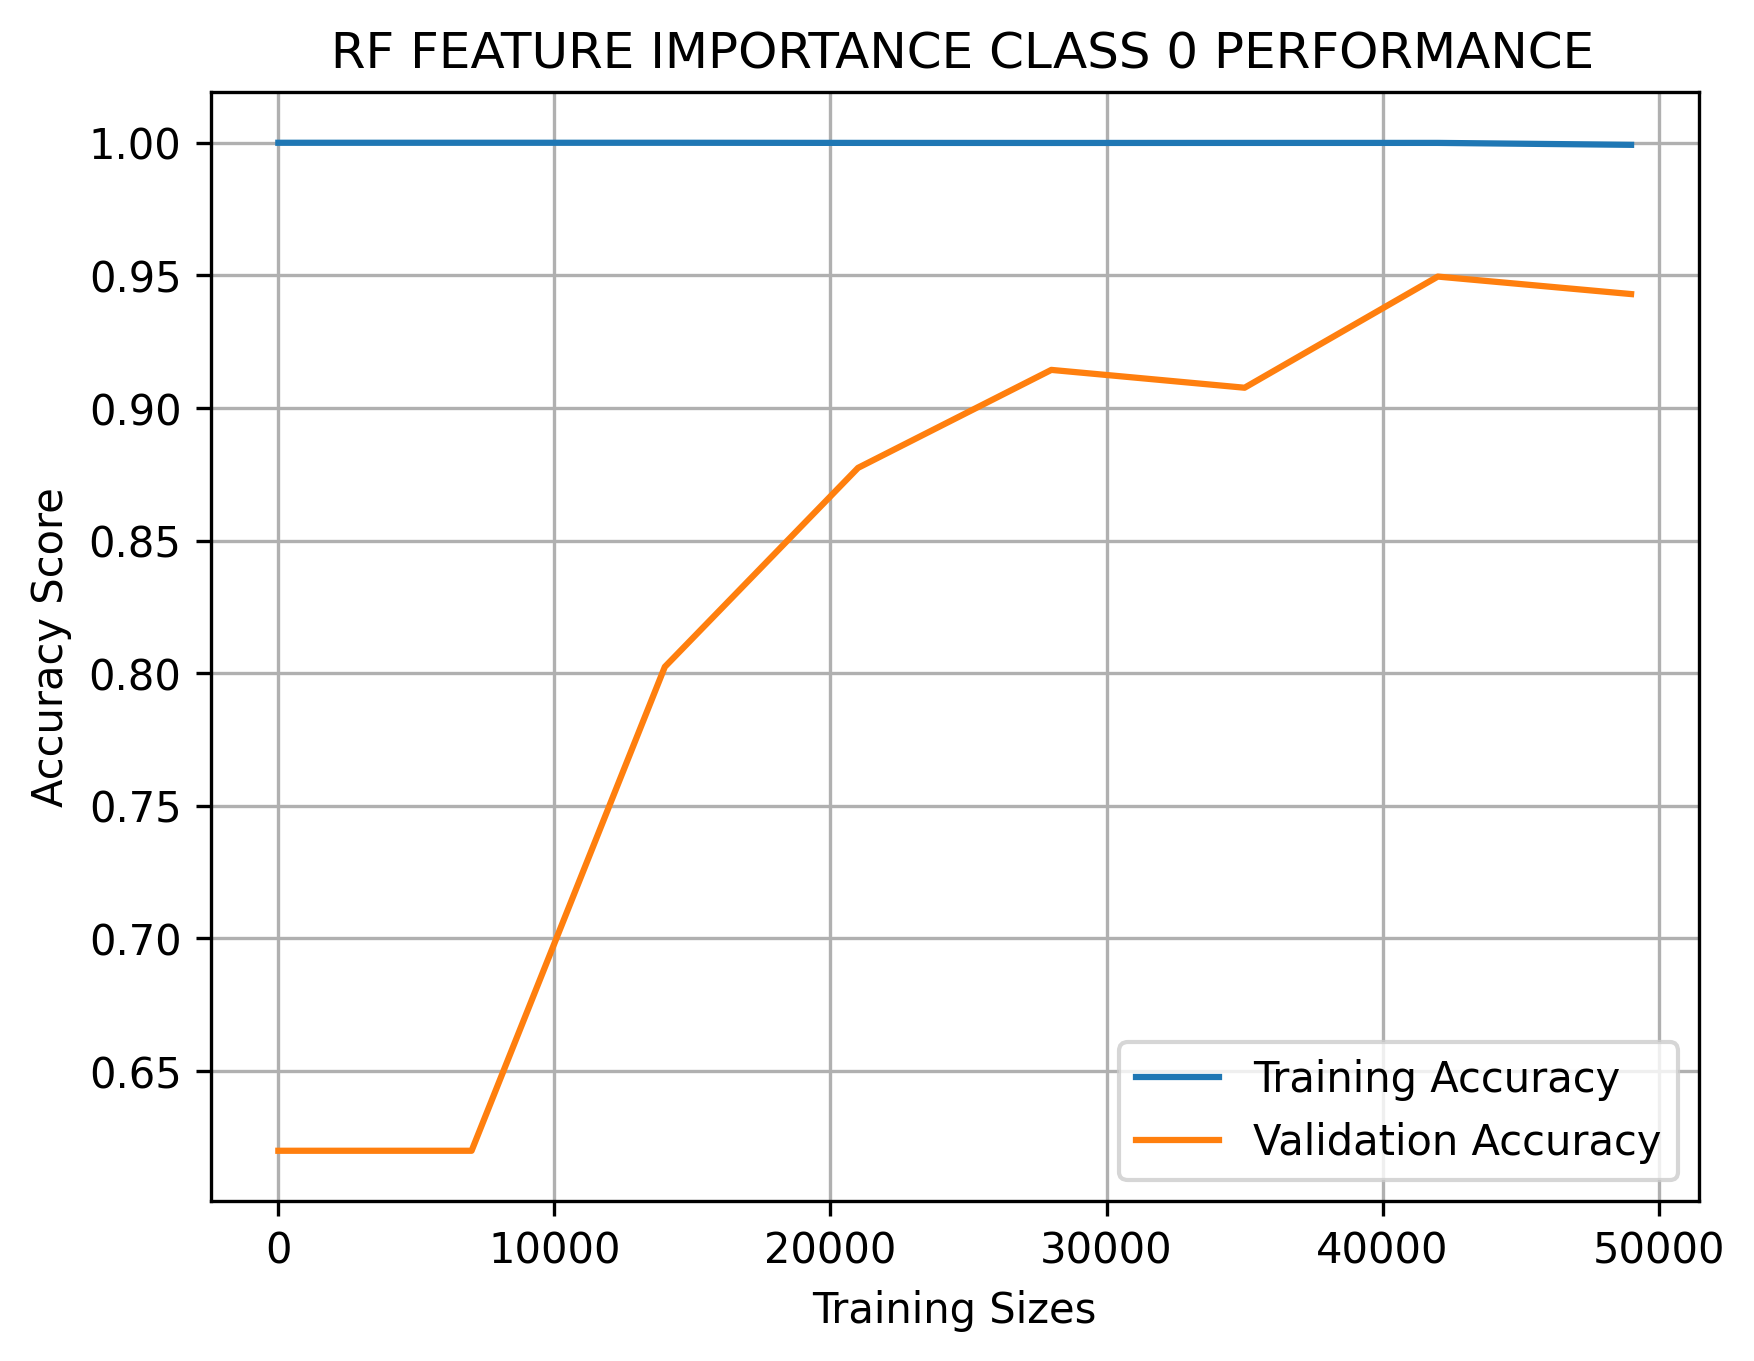 RF FEATURE IMPORTANCE CLASS 0 PERFORMANCE
1.00
0.95
0.90
0.85
0.80
0.75
0.70
0.65
Accuracy Score
Training Accuracy
Validation Accuracy
0 10000 20000 30000 40000 50000
Training Sizes